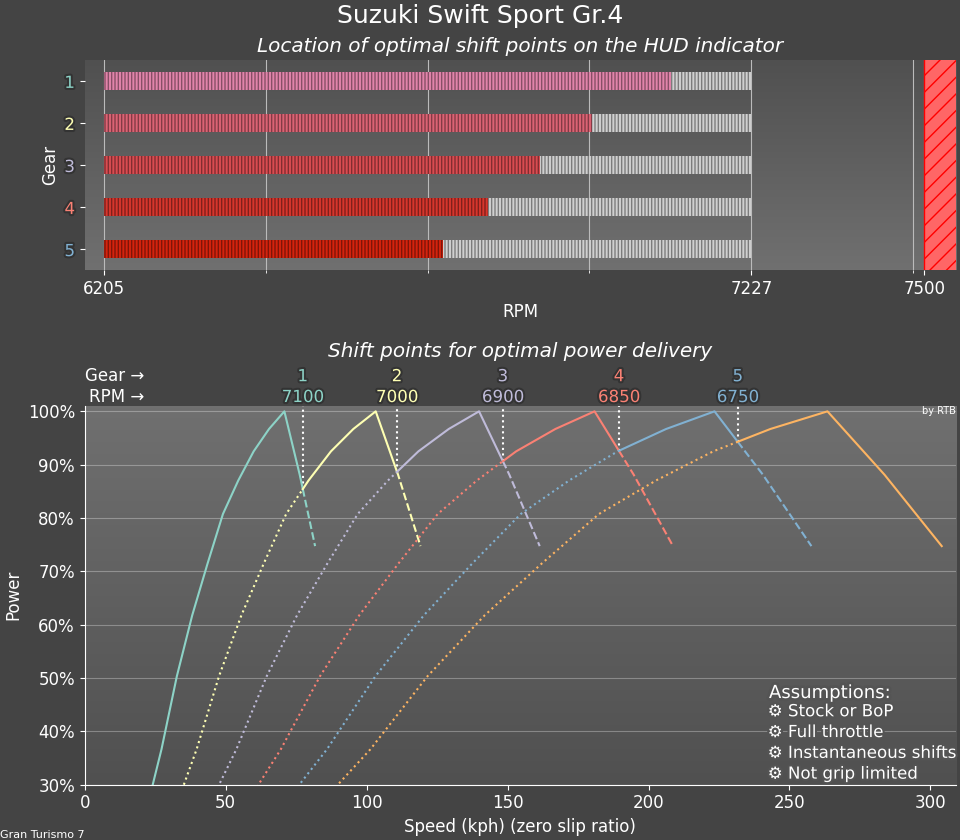 Suzuki Swift Sport Gr.4
Location of optimal shift points on the HUD indicator
Gear
1
2
3
4
5
6205 7227 7500
RPM
Shift points for optimal power delivery
Gear → 1 2 3 4 5
RPM → 7100 7000 6900 6850 6750
by RTB
Power
100%
90%
80%
70%
60%
50%
40%
30%
Assumptions:
⚙ Stock or BoP
⚙ Full throttle
⚙ Instantaneous shifts
⚙ Not grip limited
0 50 100 150 200 250 300
Speed (kph) (zero slip ratio)
Gran Turismo 7